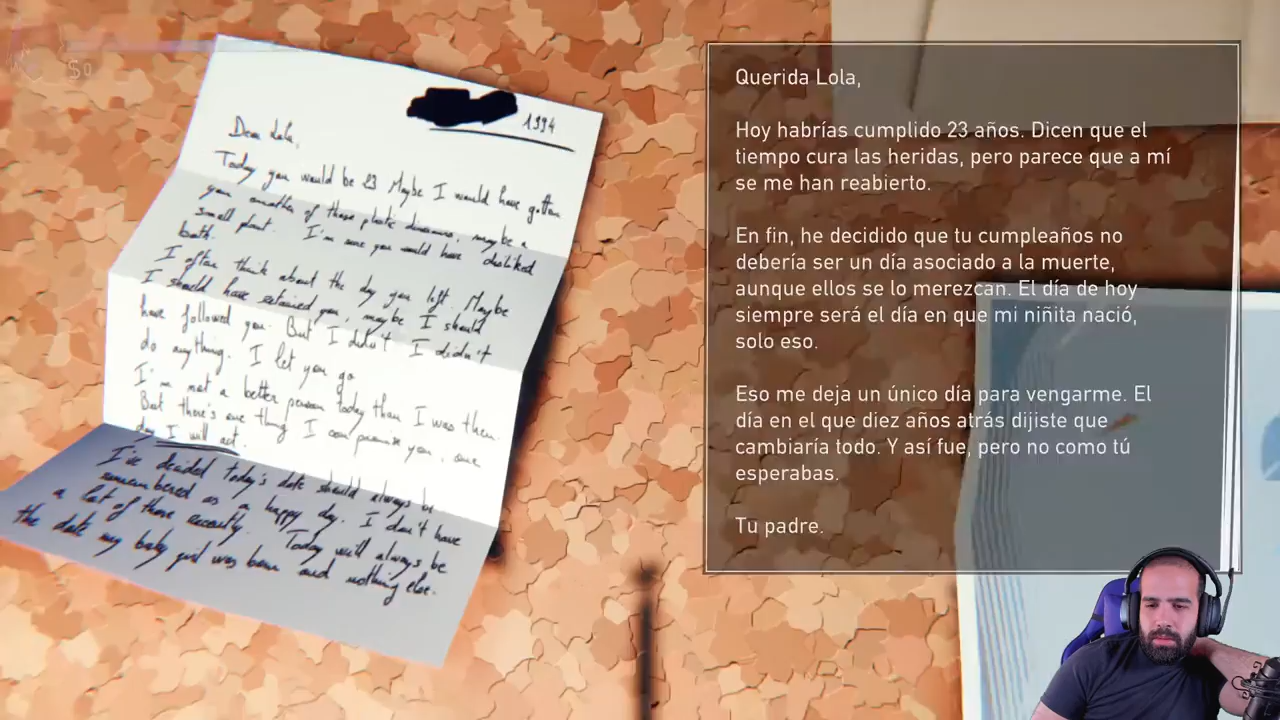 $0
1994
Dear Lola,
Today you would be 23 Maybe I would have gotten
you another of those plastic dinosaurs, maybe a
small plant. I'm sure you would have disliked
both.
I often think about the day you left. Maybe
I should have retained you, maybe I should
have followed you. But I didn't. I didn't
do anything. I let you go
I'm not a better person today than I was then.
But there's one thing I can promise you, one
day I will act.
I've decided today's date should always be
remembered as a happy day. I don't have
a lot of those recently. Today will always be
the date my baby girl was born and nothing else.
Querida Lola,
Hoy habrías cumplido 23 años. Dicen que el
tiempo cura las heridas, pero parece que a mí
se me han reabierto.
En fin, he decidido que tu cumpleaños no
debería ser un día asociado a la muerte,
aunque ellos se lo merezcan. El día de hoy
siempre será el día en que mi niñita nació,
solo eso.
Eso me deja un único día para vengarme. El
día en el que diez años atrás dijiste que
cambiaría todo. Y así fue, pero no como tú
esperabas.
Tu padre.